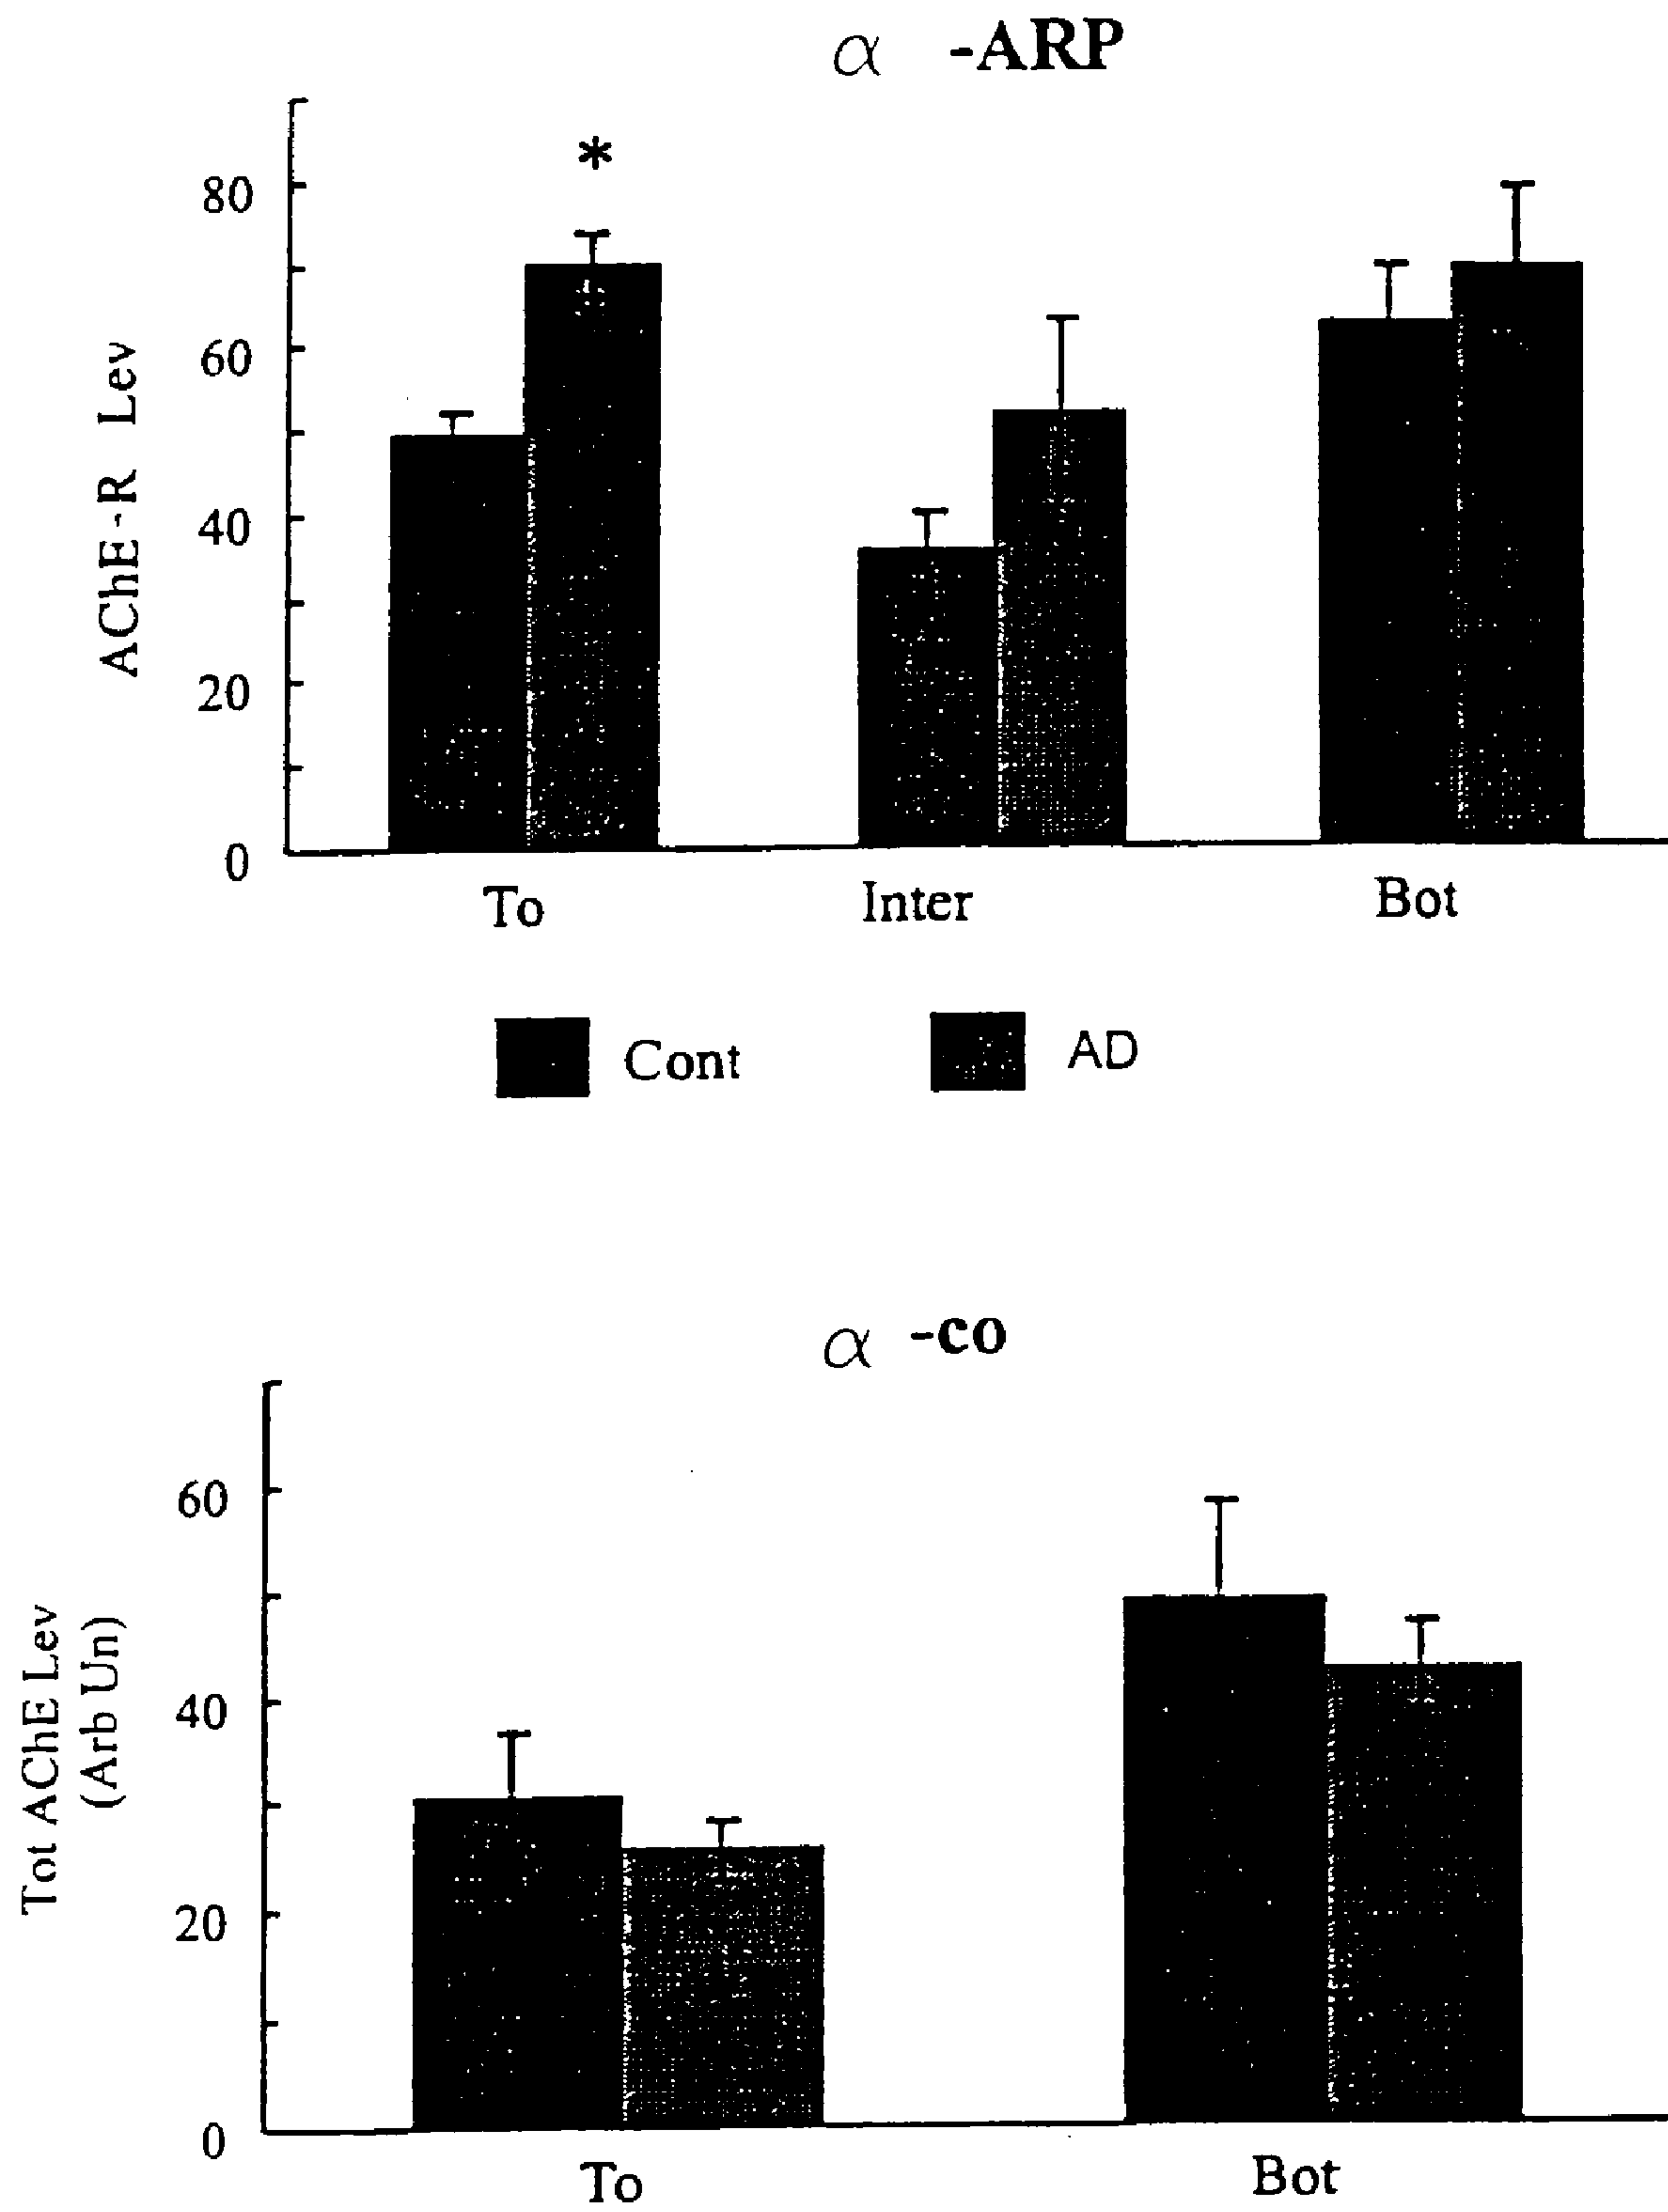 α -ARP
*
80
60
40
20
0
AChE-R Lev
To Inter Bot
Cont AD
α -co
60
40
20
0
Tot AChE Lev
(Arb Un)
To Bot